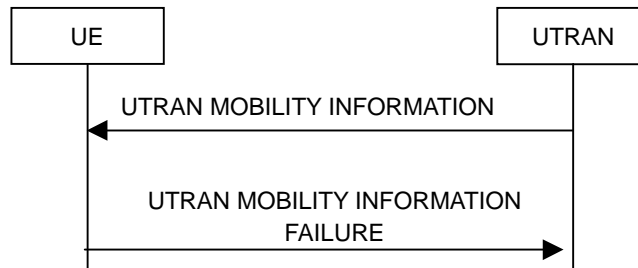 UE
UTRAN
UTRAN MOBILITY INFORMATION
UTRAN MOBILITY INFORMATION
FAILURE